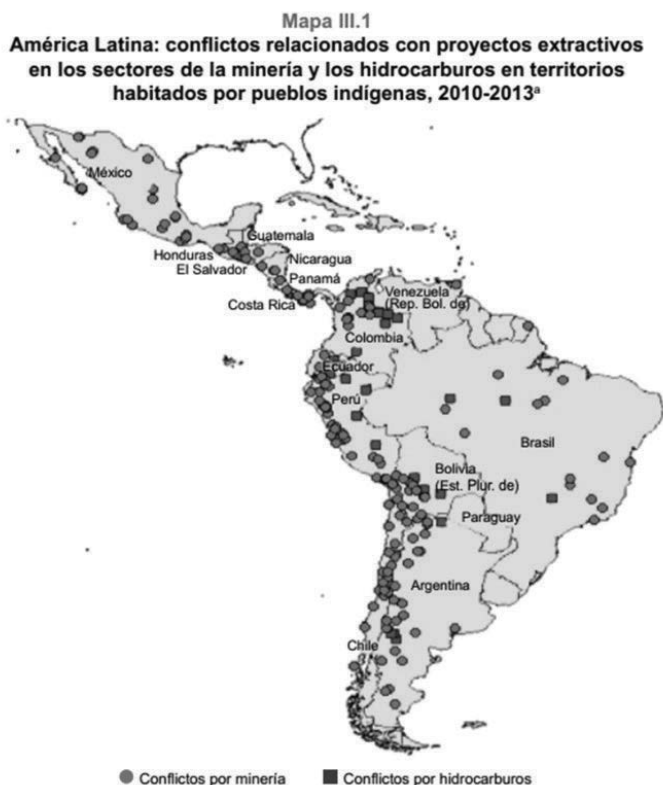 Mapa III.1
América Latina: conflictos relacionados con proyectos extractivos
en los sectores de la minería y los hidrocarburos en territorios
habitados por pueblos indígenas, 2010-2013ª
México
Guatemala
Honduras
Nicaragua
El Salvador
Panamá
Costa Rica
Venezuela
(Rep. Bol. de)
Colombia
Ecuador
Perú
Brasil
Bolivia
(Est. Plur. de)
Paraguay
Argentina
Chile
Conflictos por minería
Conflictos por hidrocarburos